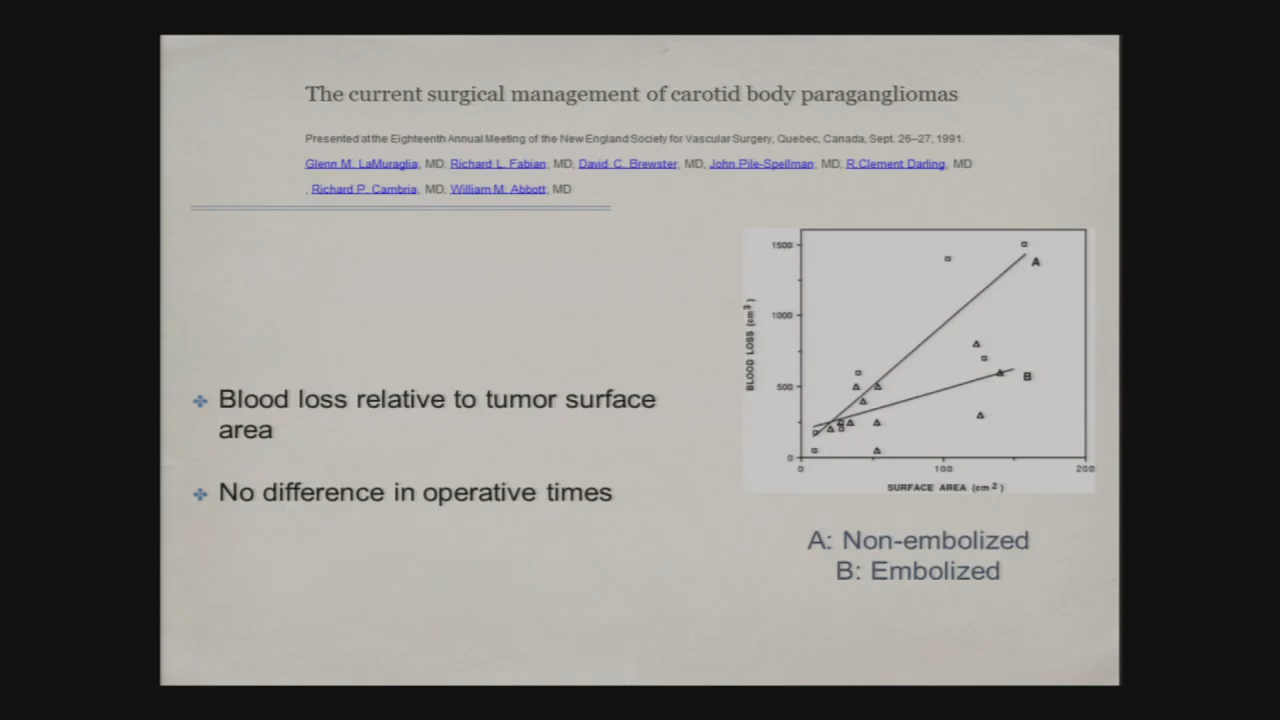 The current surgical management of carotid body paragangliomas
Presented at the Eighteenth Annual Meeting of the New England Society for Vascular Surgery, Quebec, Canada, Sept. 26–27, 1991.
Glenn M. LaMuraglia, MD, Richard L. Fabian, MD, David C. Brewster, MD, John Pile-Spellman, MD, R.Clement Darling, MD
, Richard P. Cambria, MD, William M. Abbott, MD
Blood loss relative to tumor surface
area
No difference in operative times
BLOOD LOSS (cm3)
1500
1000
500
0
A
B
0 100 200
SURFACE AREA (cm2)
A: Non-embolized
B: Embolized